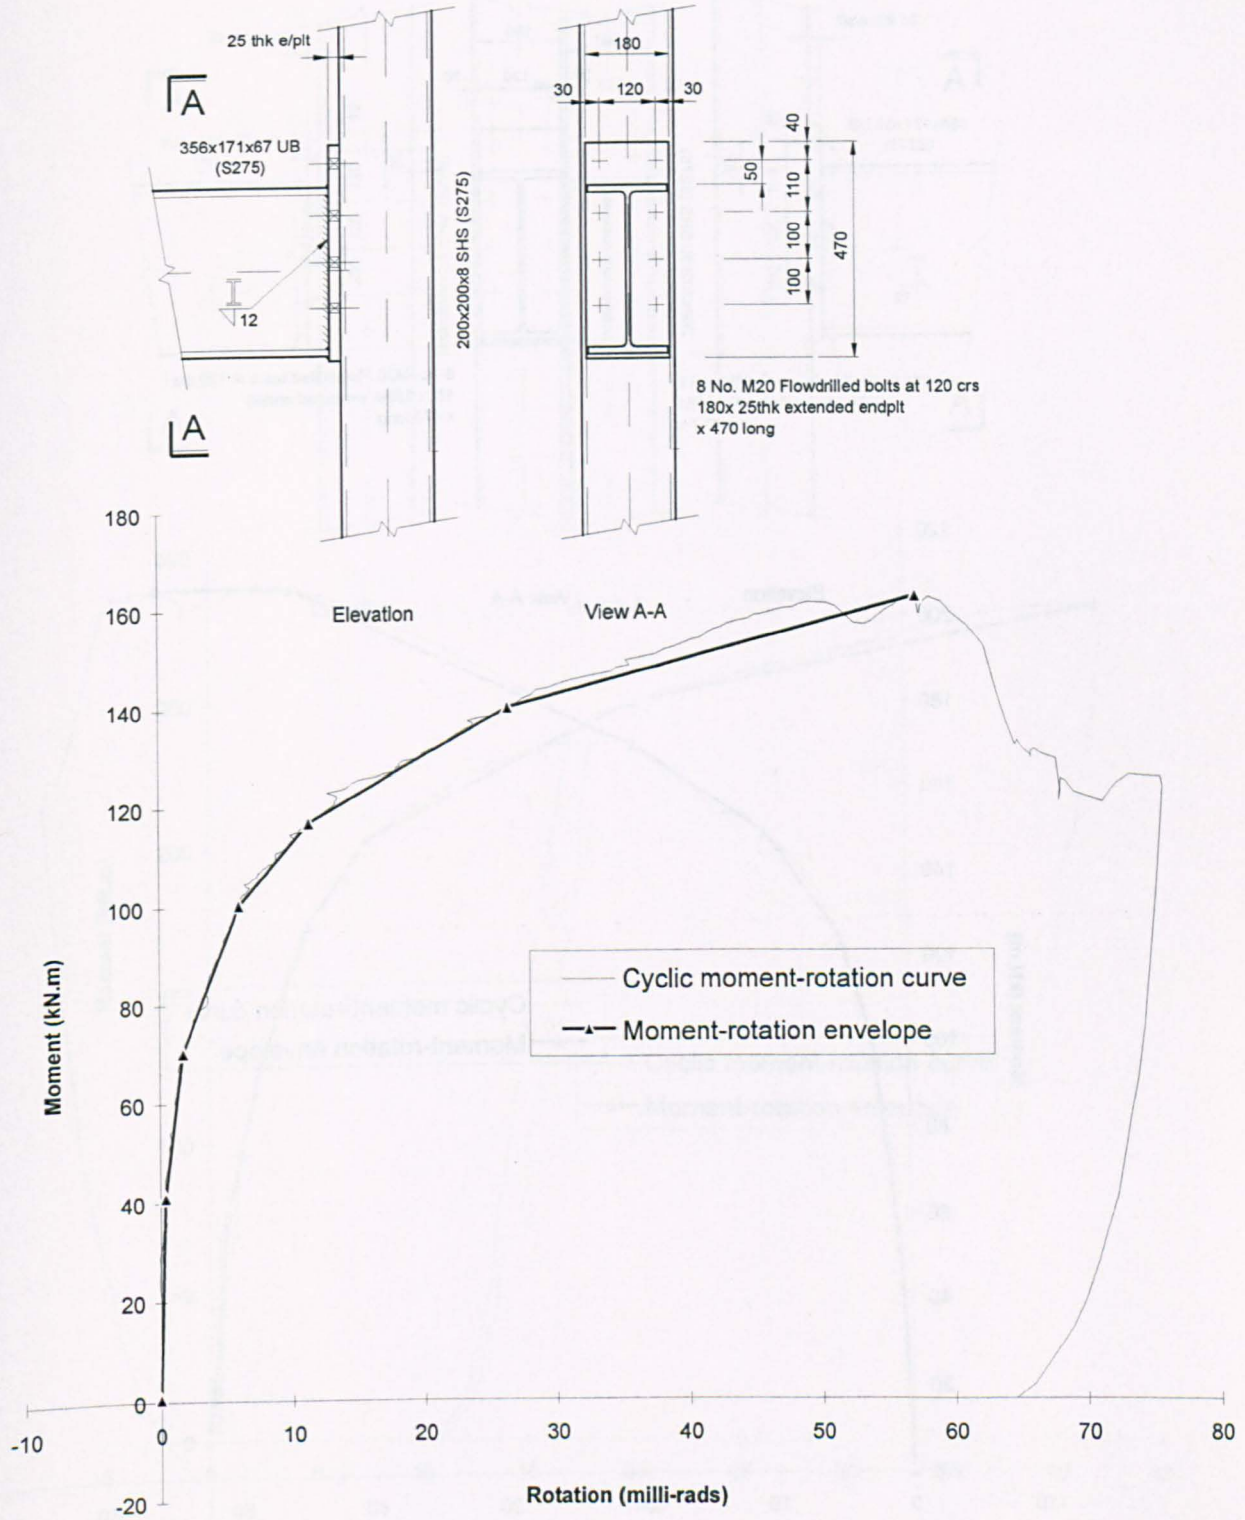 25 thk e/plt
180
30
120
30
40
A
356x171x67 UB
(S275)
50
110
200x200x8 SHS (S275)
100
470
100
12
A
8 No. M20 Flowdrilled bolts at 120 crs
180x 25thk extended endplt
x 470 long
Elevation
View A-A
180
160
140
120
100
80
60
40
20
0
-20
Moment (kN.m)
Cyclic moment-rotation curve
Moment-rotation envelope
-10
0
10
20
30
40
50
60
70
80
Rotation (milli-rads)